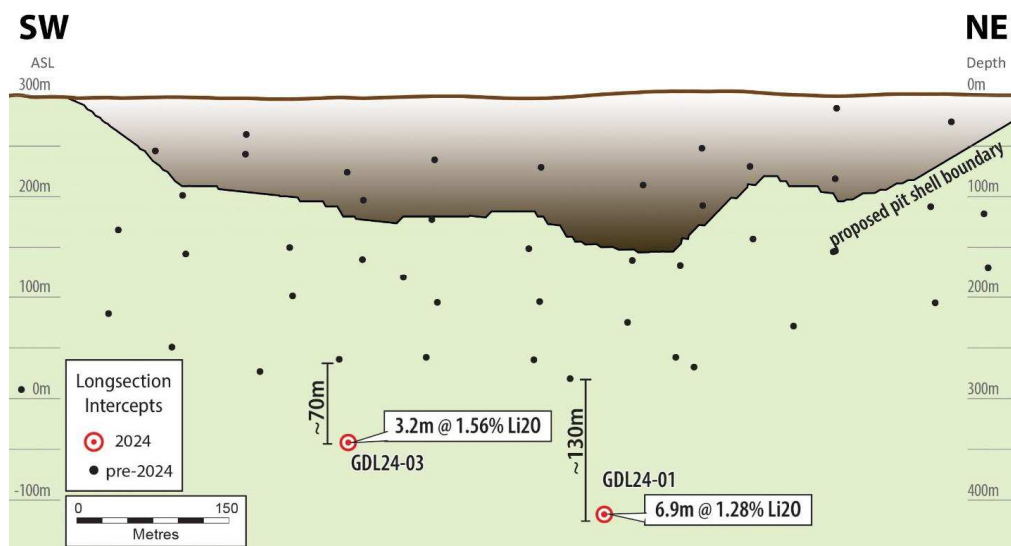 SW
NE
ASL
Depth
300m
0m
200m
100m
proposed pit shell boundary
100m
200m
0m
300m
Longsection
Intercepts
2024
pre-2024
~70m
3.2m @ 1.56% Li20
GDL24-03
~130m
GDL24-01
6.9m @ 1.28% Li20
-100m
400m
0 150
Metres